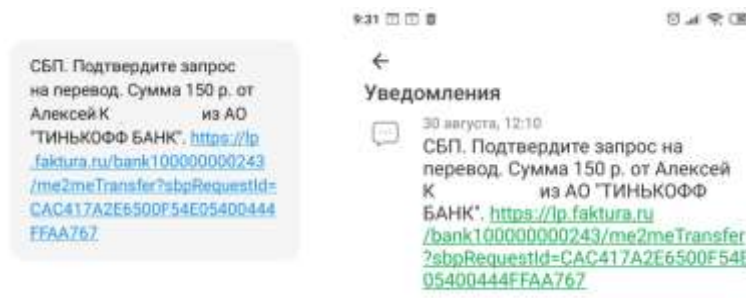 СБП. Подтвердите запрос
на перевод. Сумма 150 р. от
Алексей К из АО
"ТИНЬКОФФ БАНК". https://lp
.faktura.ru/bank100000000243
/me2meTransfer?sbpRequestId=
CAC417A2E6500F54E05400444
FFAA767
9:31
Уведомления
30 августа, 12:10
СБП. Подтвердите запрос на
перевод. Сумма 150 р. от Алексей
К из АО "ТИНЬКОФФ
БАНК". https://lp.faktura.ru
/bank100000000243/me2meTransfer
?sbpRequestId=CAC417A2E6500F54E
05400444FFAA767